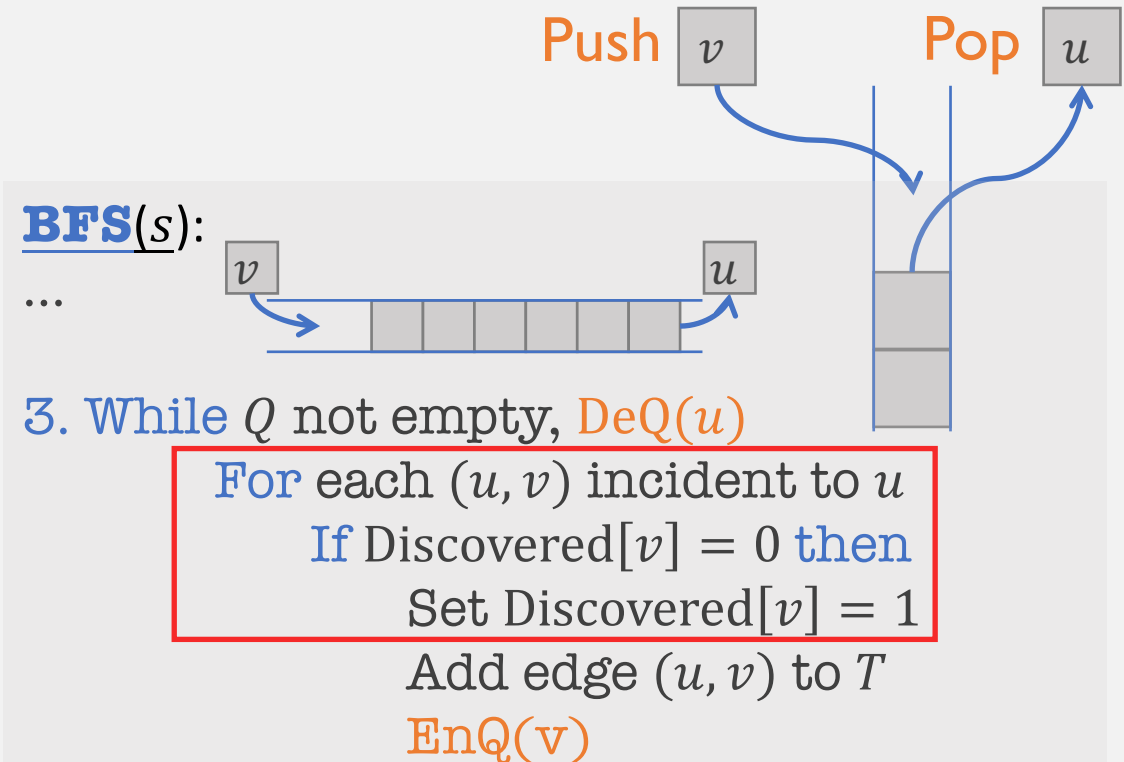 Push v Pop u
BFS(s):
v u
...
3. While Q not empty, DeQ(u)
For each (u, v) incident to u
If Discovered[v] = 0 then
Set Discovered[v] = 1
Add edge (u, v) to T
EnQ(v)